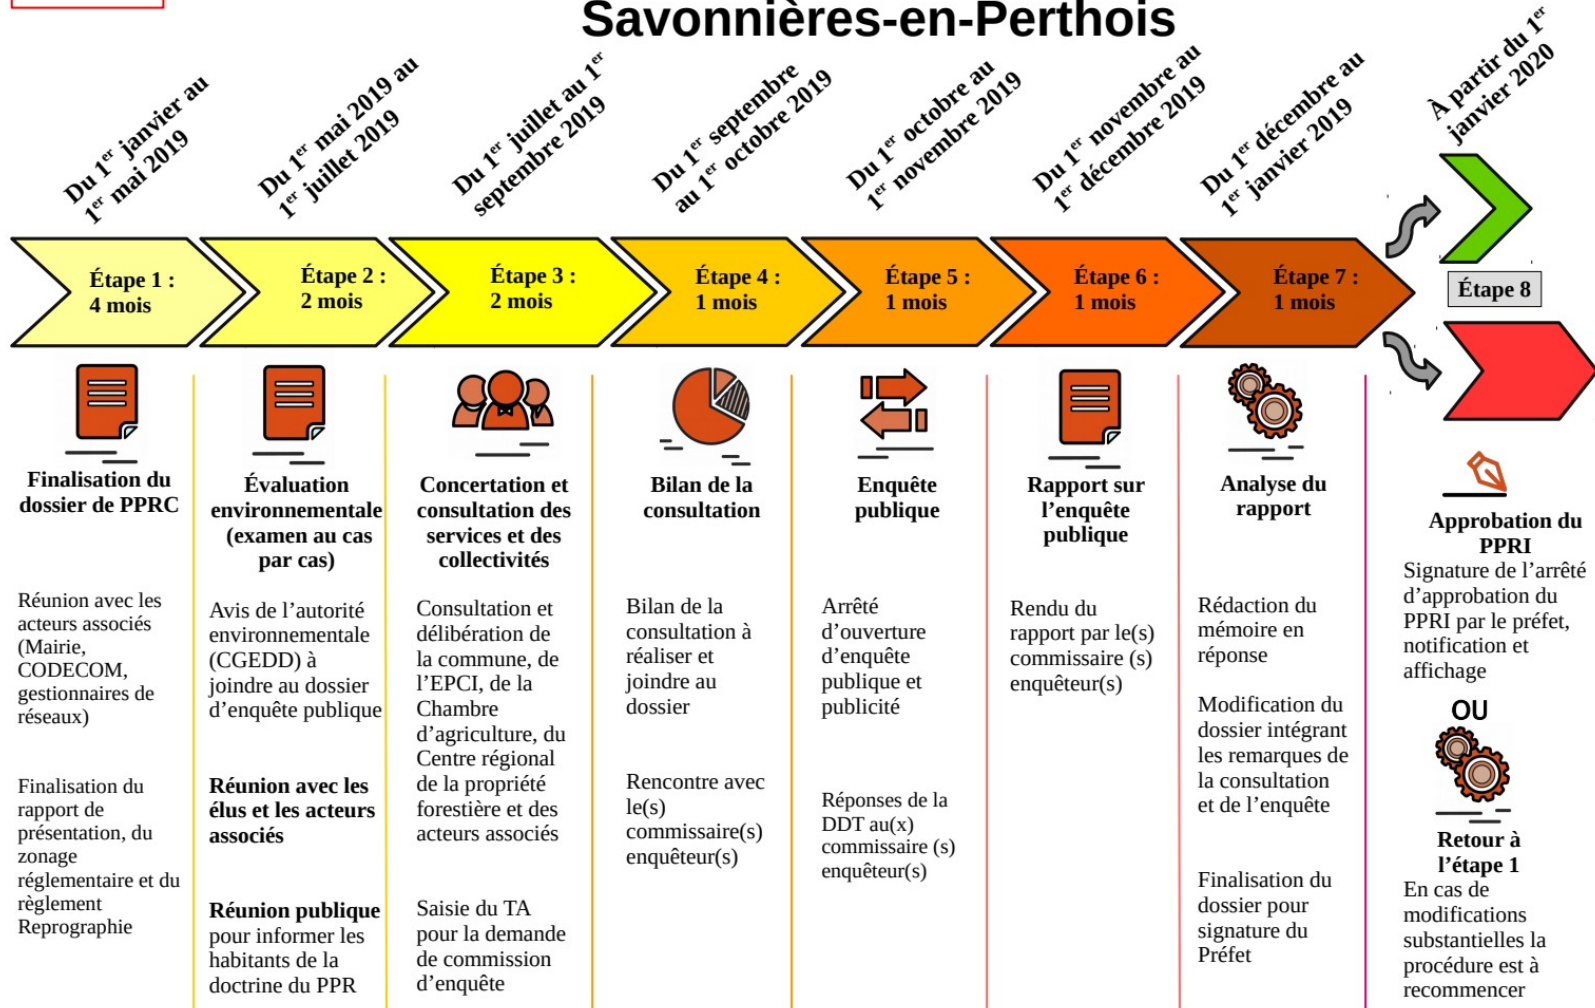 Savonnières-en-Perthois
Du 1er janvier au
1er mai 2019
Du 1er mai 2019 au
1er juillet 2019
Du 1er juillet au 1er
septembre 2019
Du 1er septembre
au 1er octobre 2019
Du 1er octobre au
1er novembre 2019
Du 1er novembre au
1er décembre 2019
Du 1er décembre au
1er janvier 2019
À partir du 1er
janvier 2020
Étape 1 :
4 mois
Étape 2 :
2 mois
Étape 3 :
2 mois
Étape 4 :
1 mois
Étape 5 :
1 mois
Étape 6 :
1 mois
Étape 7 :
1 mois
Étape 8
Finalisation du
dossier de PPRC
Réunion avec les
acteurs associés
(Mairie,
CODECOM,
gestionnaires de
réseaux)
Finalisation du
rapport de
présentation, du
zonage
réglementaire et du
règlement
Reprographie
Évaluation
environnementale
(examen au cas
par cas)
Avis de l’autorité
environnementale
(CGEDD) à
joindre au dossier
d’enquête publique
Réunion avec les
élus et les acteurs
associés
Réunion publique
pour informer les
habitants de la
doctrine du PPR
Concertation et
consultation des
services et des
collectivités
Consultation et
délibération de
la commune, de
l’EPCI, de la
Chambre
d’agriculture, du
Centre régional
de la propriété
forestière et des
acteurs associés
Saisie du TA
pour la demande
de commission
d’enquête
Bilan de la
consultation
Bilan de la
consultation à
réaliser et
joindre au
dossier
Rencontre avec
le(s)
commissaire(s)
enquêteur(s)
Enquête
publique
Arrêté
d’ouverture
d’enquête
publique et
publicité
Réponses de la
DDT au(x)
commissaire (s)
enquêteur(s)
Rapport sur
l’enquête
publique
Rendu du
rapport par le(s)
commissaire (s)
enquêteur(s)
Analyse du
rapport
Rédaction du
mémoire en
réponse
Modification du
dossier intégrant
les remarques de
la consultation
et de l’enquête
Finalisation du
dossier pour
signature du
Préfet
Approbation du
PPRI
Signature de l’arrêté
d’approbation du
PPRI par le préfet,
notification et
affichage
OU
Retour à
l’étape 1
En cas de
modifications
substantielles la
procédure est à
recommencer